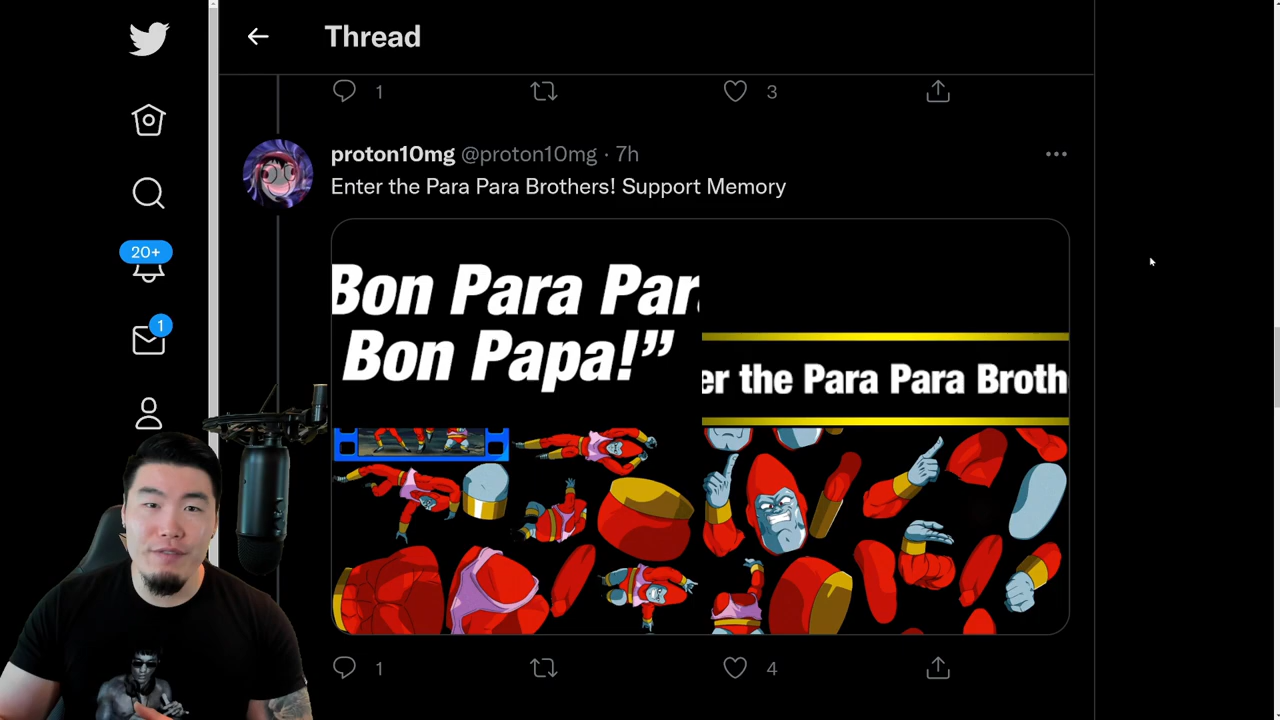 Thread
1
3
proton10mg @proton10mg · 7h
Enter the Para Para Brothers! Support Memory
Bon Para Par
Bon Papa!”
er the Para Para Broth
20+
1
1
4